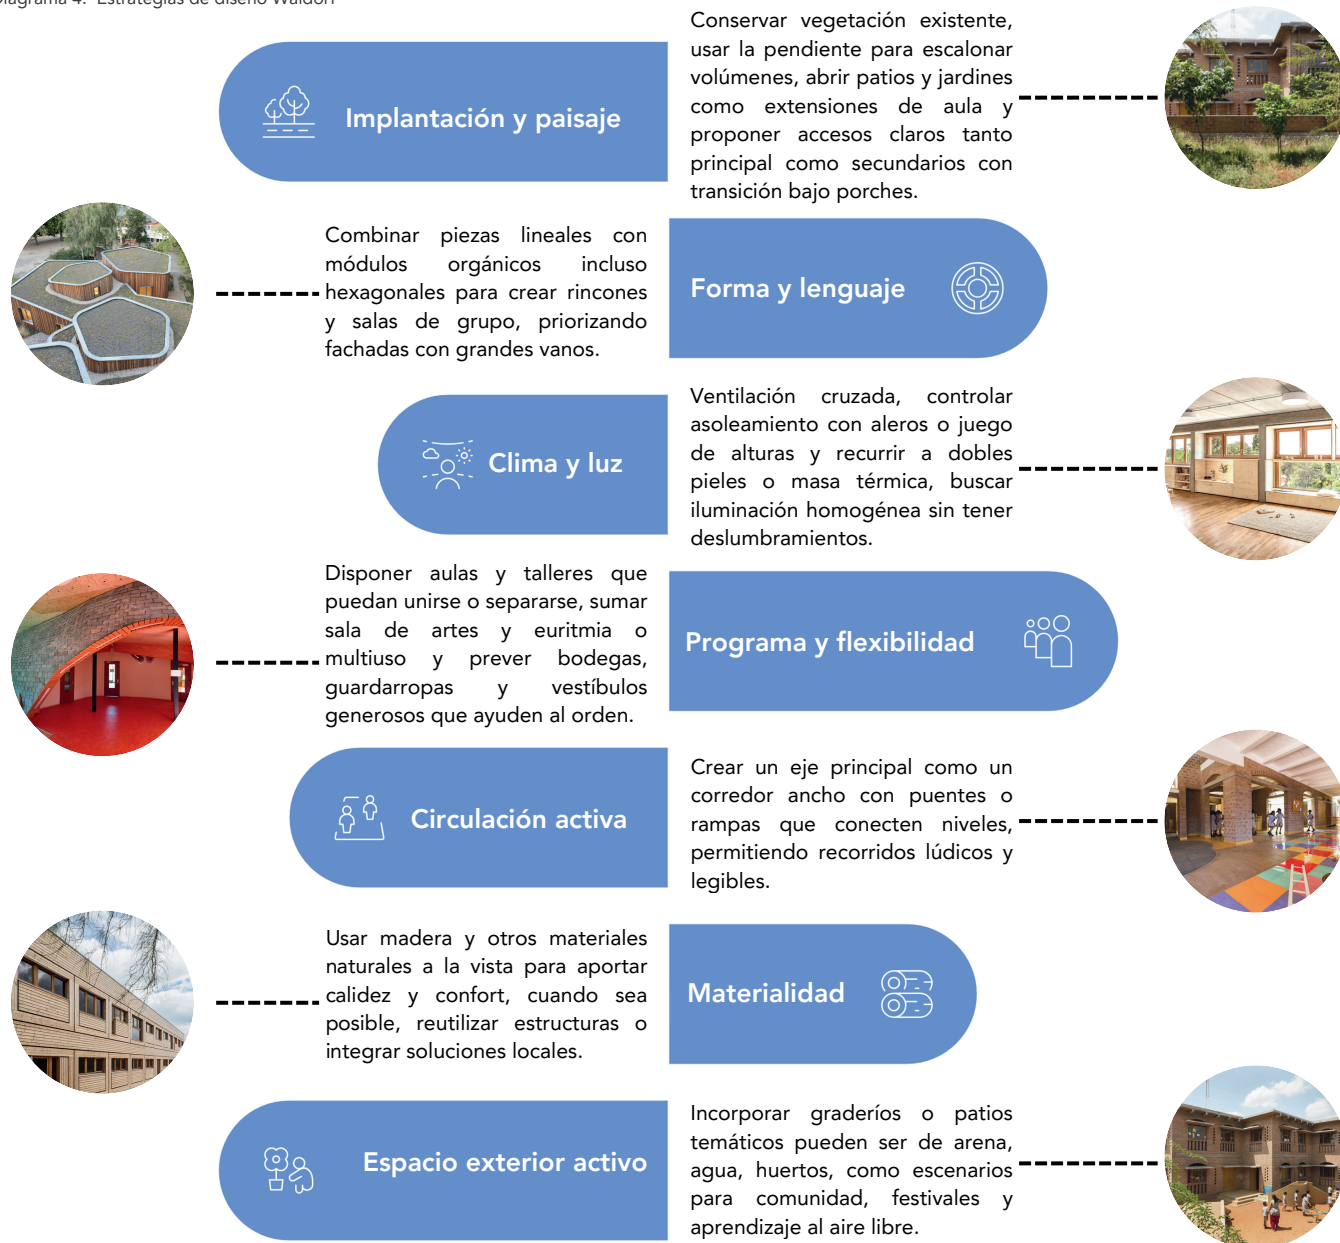 Diagrama 4. Estrategias de diseño Waldorf
Implantación y paisaje
Conservar vegetación existente,
usar la pendiente para escalonar
volúmenes, abrir patios y jardines
como extensiones de aula y
proponer accesos claros tanto
principal como secundarios con
transición bajo porches.
Combinar piezas lineales con
módulos orgánicos incluso
hexagonales para crear rincones
y salas de grupo, priorizando
fachadas con grandes vanos.
Forma y lenguaje
Clima y luz
Ventilación cruzada, controlar
asoleamiento con aleros o juego
de alturas y recurrir a dobles
pieles o masa térmica, buscar
iluminación homogénea sin tener
deslumbramientos.
Disponer aulas y talleres que
puedan unirse o separarse, sumar
sala de artes y euritmia o
multiuso y prever bodegas,
guardarropas y vestíbulos
generosos que ayuden al orden.
Programa y flexibilidad
Circulación activa
Crear un eje principal como un
corredor ancho con puentes o
rampas que conecten niveles,
permitiendo recorridos lúdicos y
legibles.
Usar madera y otros materiales
naturales a la vista para aportar
calidez y confort, cuando sea
posible, reutilizar estructuras o
integrar soluciones locales.
Materialidad
Espacio exterior activo
Incorporar graderíos o patios
temáticos pueden ser de arena,
agua, huertos, como escenarios
para comunidad, festivales y
aprendizaje al aire libre.